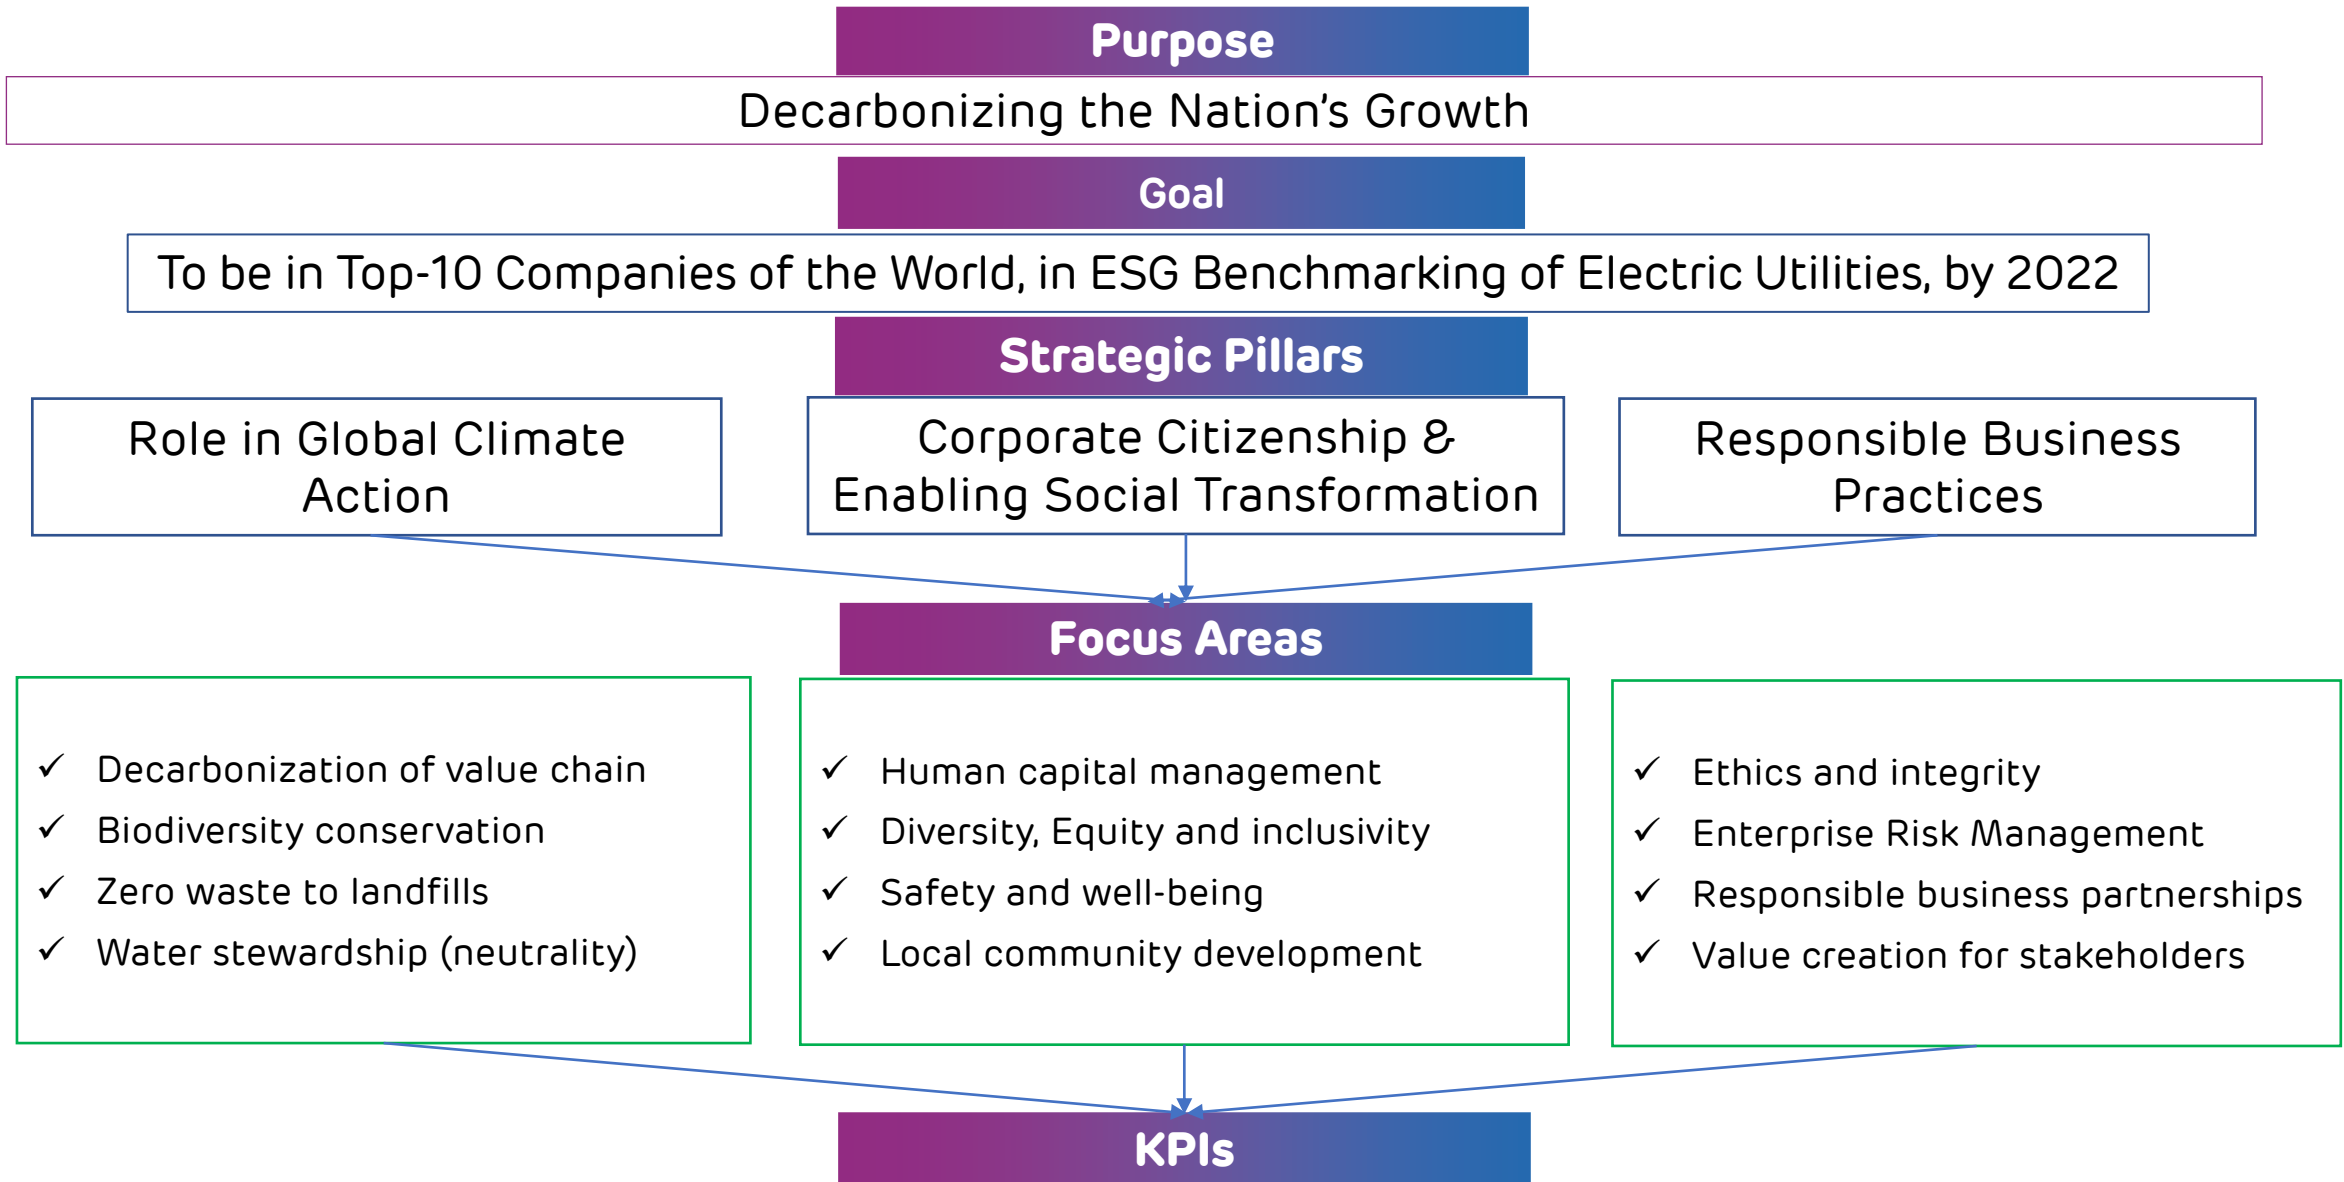 Purpose
Decarbonizing the Nation's Growth
Goal
To be in Top-10 Companies of the World, in ESG Benchmarking of Electric Utilities, by 2022
Strategic Pillars
Role in Global Climate
Action
Corporate Citizenship &
Enabling Social Transformation
Responsible Business
Practices
Focus Areas
✓ Decarbonization of value chain
✓ Biodiversity conservation
✓ Zero waste to landfills
✓ Water stewardship (neutrality)
✓ Human capital management
✓ Diversity, Equity and inclusivity
✓ Safety and well-being
✓ Local community development
✓ Ethics and integrity
✓ Enterprise Risk Management
✓ Responsible business partnerships
✓ Value creation for stakeholders
KPIs